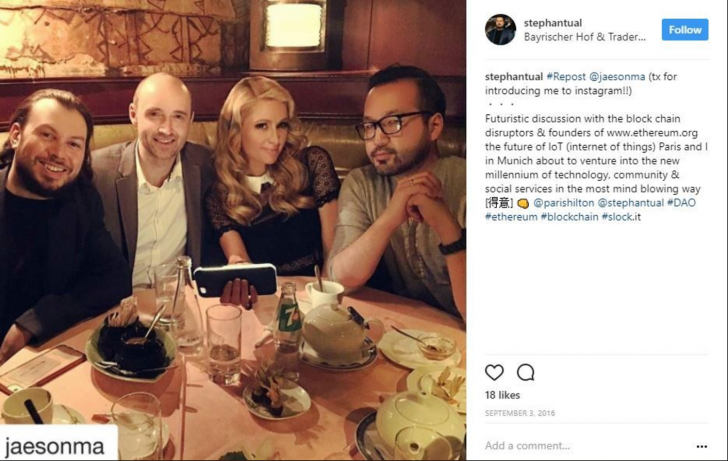 stephantual
Bayrischer Hof & Trader...
Follow
stephantual #Repost @jaesonma (tx for
introducing me to instagram!!)
・・・
Futuristic discussion with the block chain
disruptors & founders of www.ethereum.org
the future of IoT (internet of things) Paris and I
in Munich about to venture into the new
millennium of technology, community &
social services in the most mind blowing way
[得意] 👊 @parishilton @stephantual #DAO
#ethereum #blockchain #slock.it
18 likes
SEPTEMBER 3, 2016
Add a comment...
jaesonma